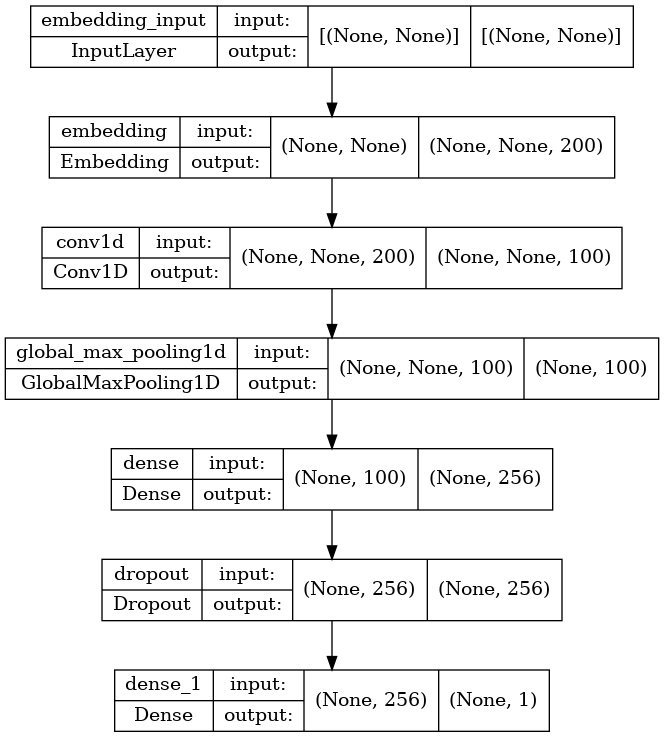 embedding_input input: [(None, None)] [(None, None)]
InputLayer output:
embedding input: (None, None) (None, None, 200)
Embedding output:
conv1d input: (None, None, 200) (None, None, 100)
Conv1D output:
global_max_pooling1d input: (None, None, 100) (None, 100)
GlobalMaxPooling1D output:
dense input: (None, 100) (None, 256)
Dense output:
dropout input: (None, 256) (None, 256)
Dropout output:
dense_1 input: (None, 256) (None, 1)
Dense output: